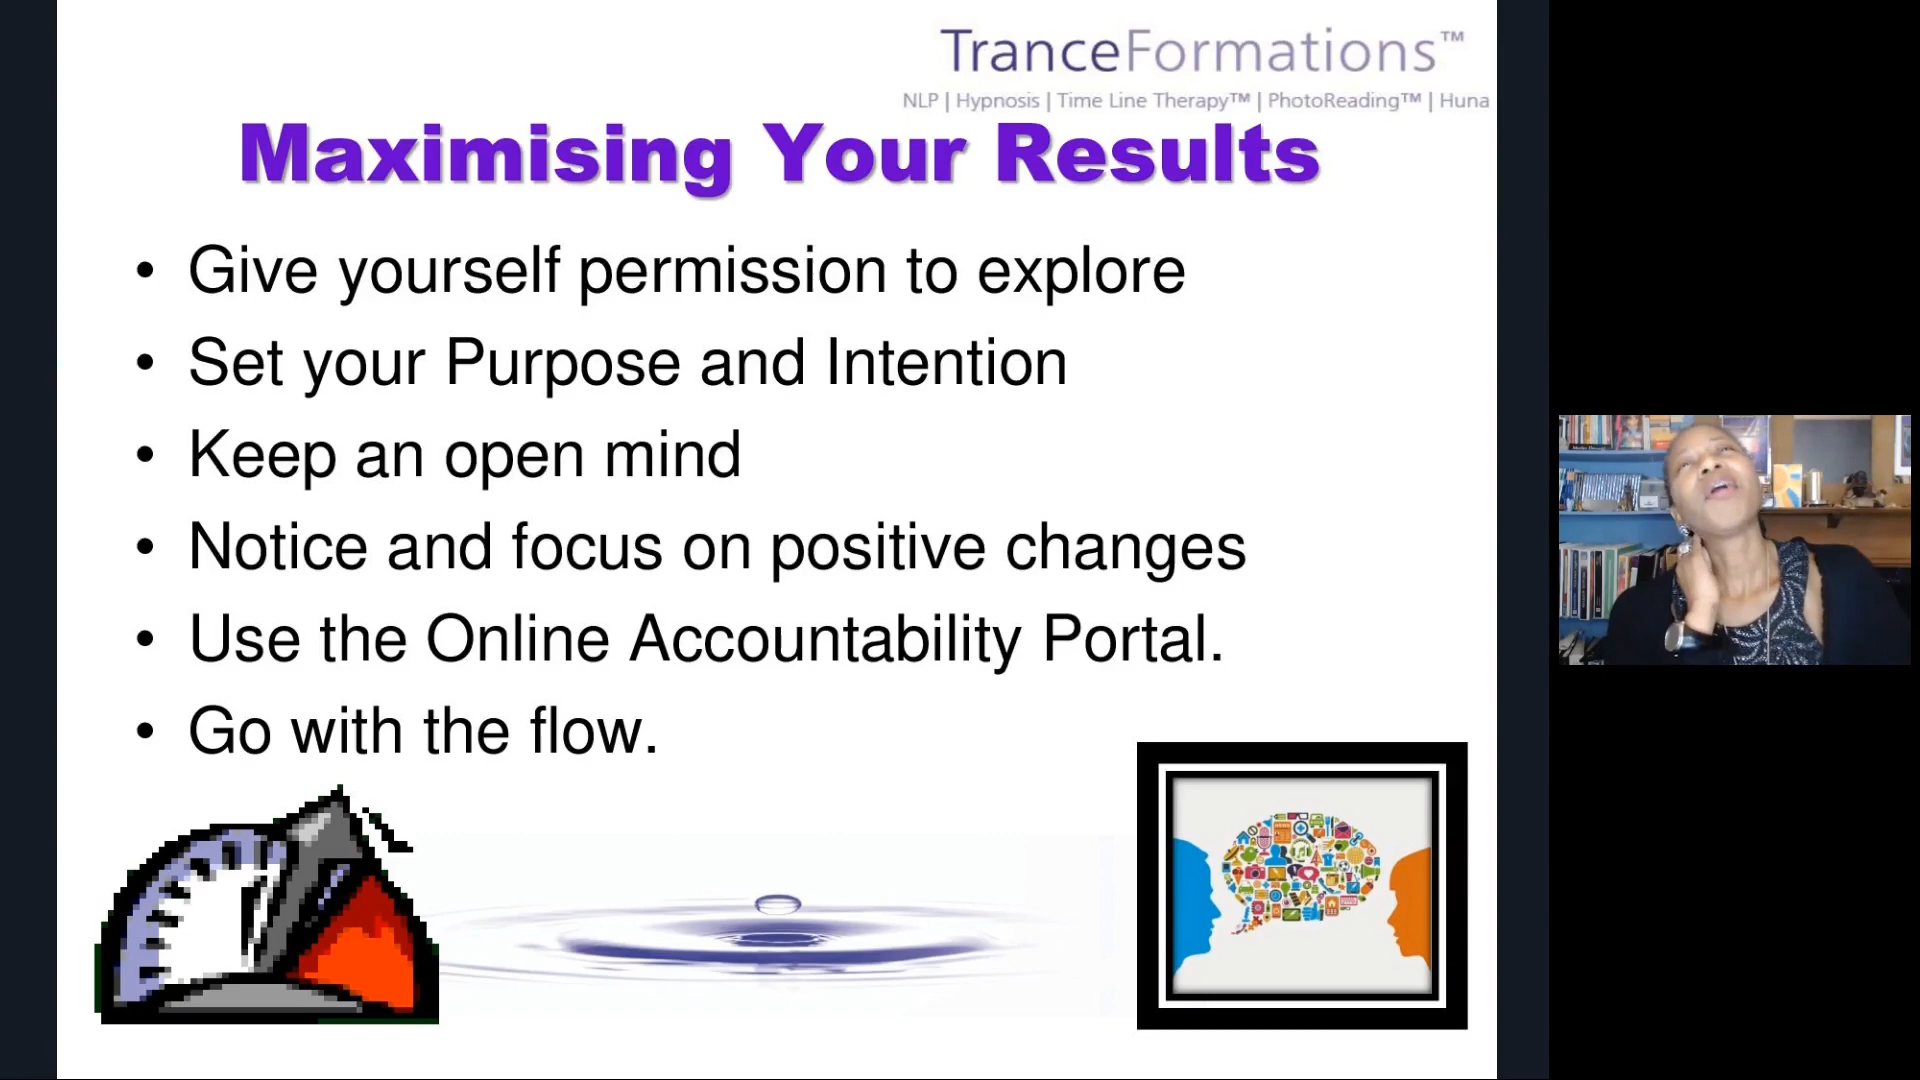 TranceFormations™
NLP | Hypnosis | Time Line Therapy™ | PhotoReading™ | Huna
Maximising Your Results
• Give yourself permission to explore
• Set your Purpose and Intention
• Keep an open mind
• Notice and focus on positive changes
• Use the Online Accountability Portal.
• Go with the flow.